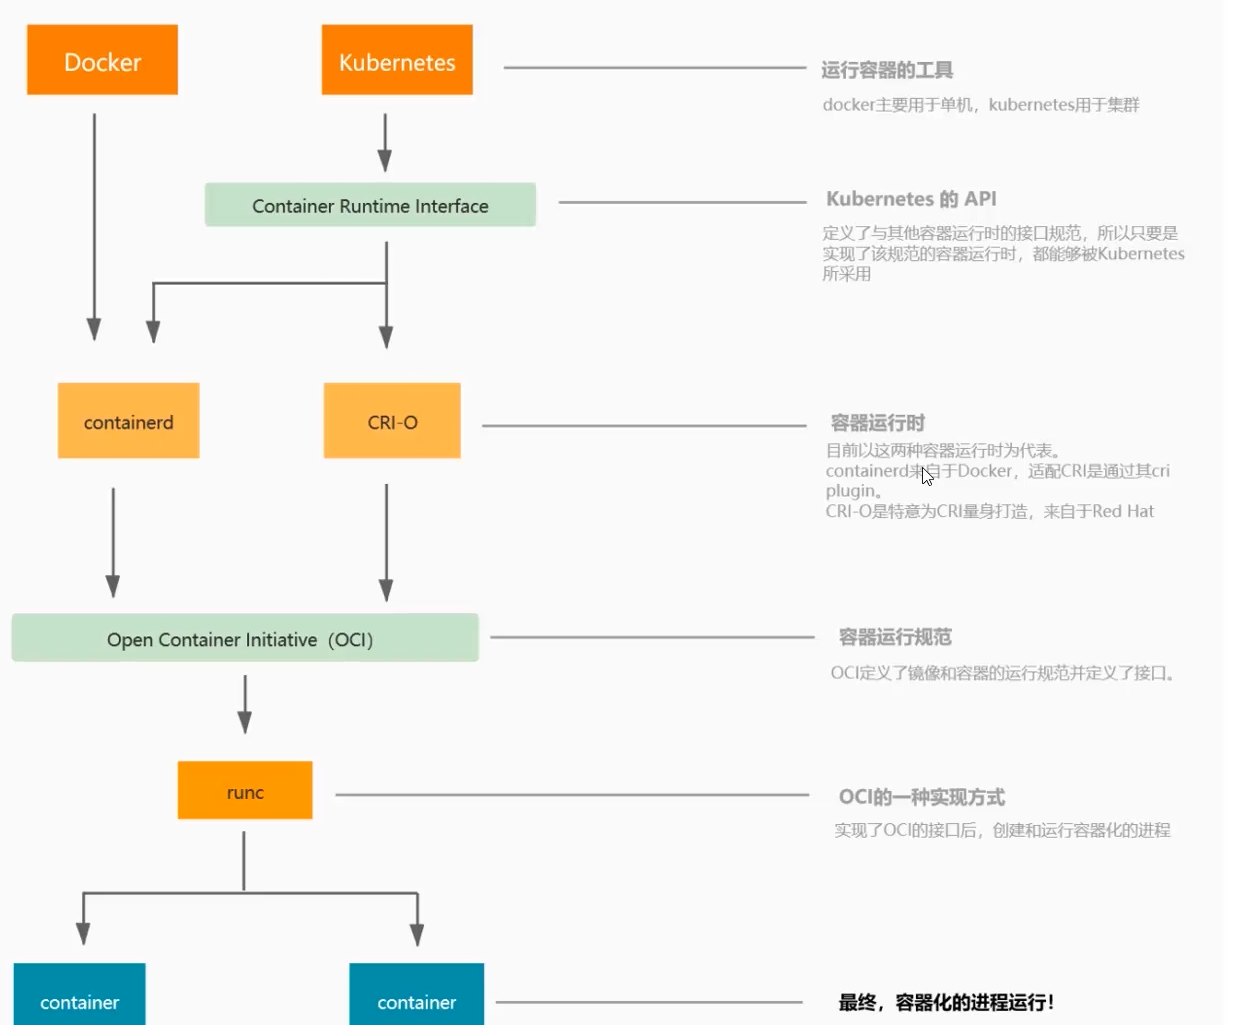 Docker
Kubernetes
运行容器的工具
docker主要用于单机，kubernetes用于集群
Container Runtime Interface
Kubernetes 的 API
定义了与其他容器运行时的接口规范，所以只要是
实现了该规范的容器运行时，都能够被Kubernetes
所采用
containerd
CRI-O
容器运行时
目前以这两种容器运行时为代表。
containerd来自于Docker，适配CRI是通过其cri
plugin。
CRI-O是特意为CRI量身打造，来自于Red Hat
Open Container Initiative（OCI）
容器运行规范
OCI定义了镜像和容器的运行规范并定义了接口。
runc
OCI的一种实现方式
实现了OCI的接口后，创建和运行容器化的进程
container
container
最终，容器化的进程运行！